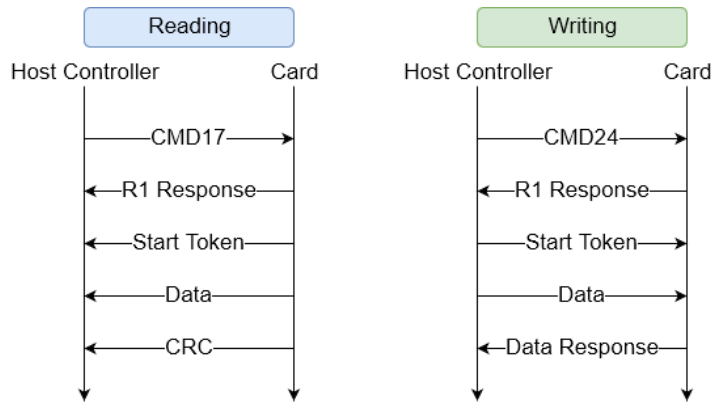 Reading
Host Controller Card
CMD17
R1 Response
Start Token
Data
CRC
Writing
Host Controller Card
CMD24
R1 Response
Start Token
Data
Data Response